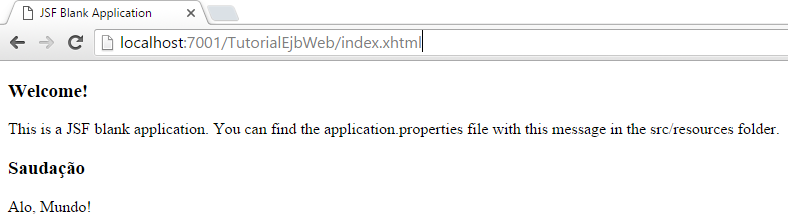 JSF Blank Application
localhost:7001/TutorialEjbWeb/index.xhtml
Welcome!
This is a JSF blank application. You can find the application.properties file with this message in the src/resources folder.
Saudação
Alo, Mundo!